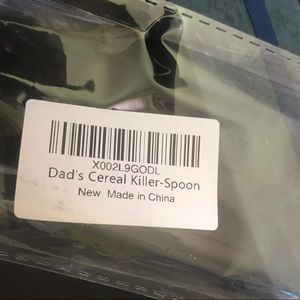 X002L9GODL
Dad's Cereal Killer-Spoon
New Made in China